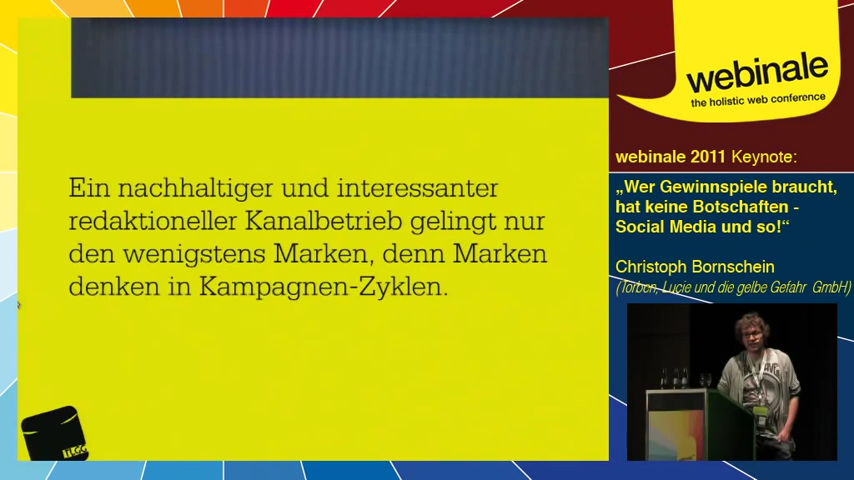 Ein nachhaltiger und interessanter
redaktioneller Kanalbetrieb gelingt nur
den wenigstens Marken, denn Marken
denken in Kampagnen-Zyklen.
TLGG
webinale
the holistic web conference
webinale 2011 Keynote:
„Wer Gewinnspiele braucht,
hat keine Botschaften -
Social Media und so!“
Christoph Bornschein
(Torben, Lucie und die gelbe Gefahr GmbH)